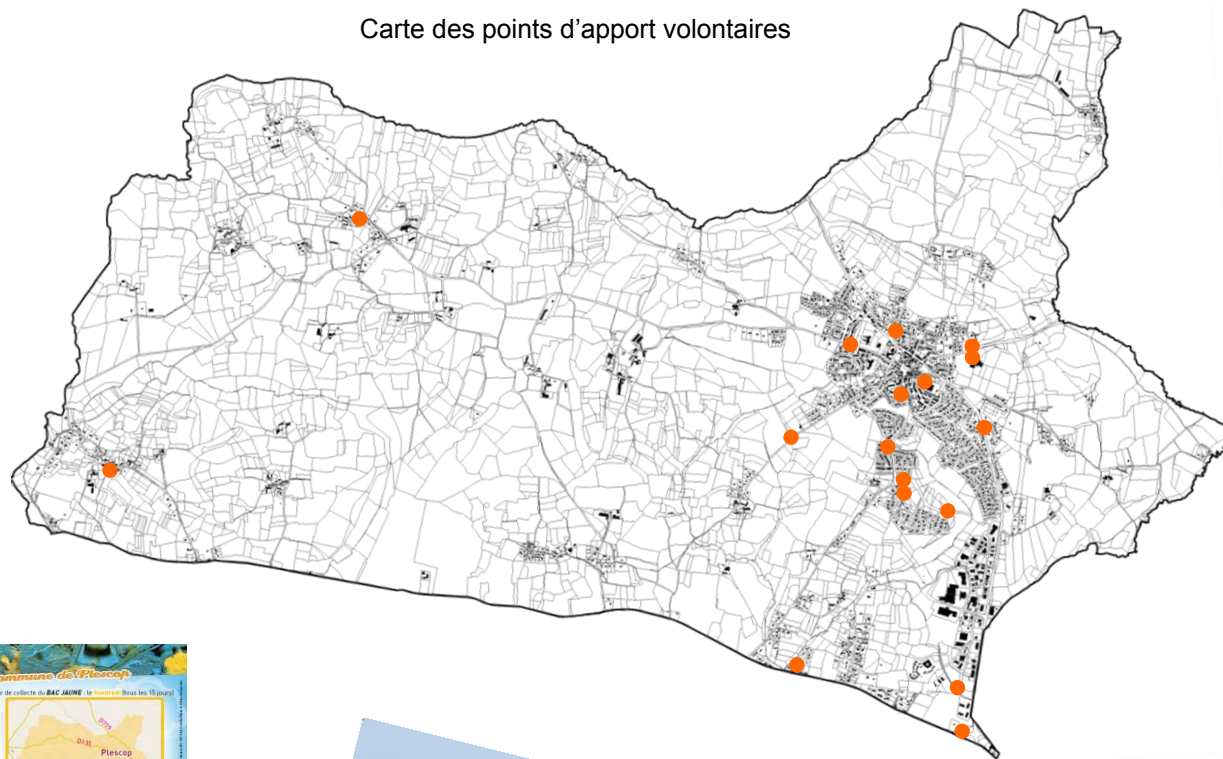 Carte des points d’apport volontaires
ommune de Plescop
r de collecte du BAC JAUNE : le vendredi (tous les 15 jours)
D779
D135
Plescop